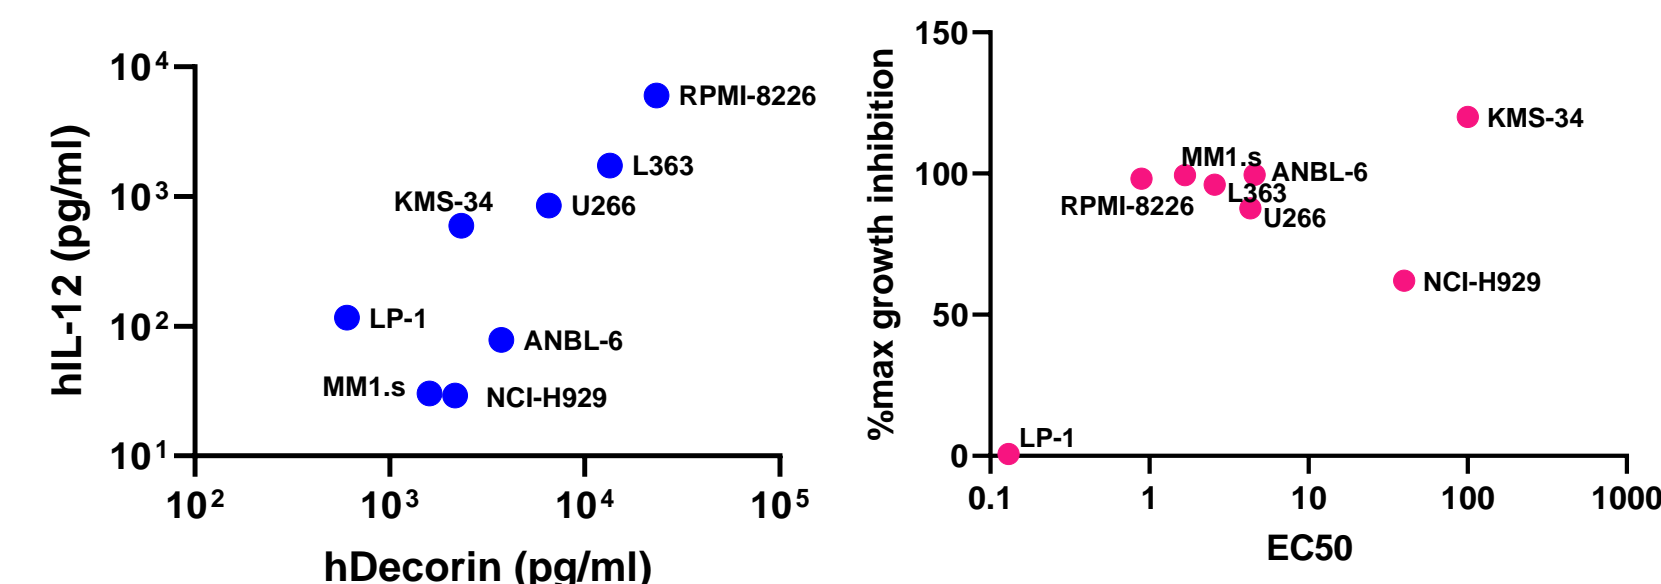 hIL-12 (pg/ml)
10⁴
10³
10²
10¹
RPMI-8226
L363
KMS-34
U266
LP-1
ANBL-6
MM1.s
NCI-H929
10²
10³
10⁴
10⁵
hDecorin (pg/ml)
%max growth inhibition
150
100
50
0
KMS-34
MM1.s
ANBL-6
L363
RPMI-8226
U266
NCI-H929
LP-1
0.1
1
10
100
1000
EC50